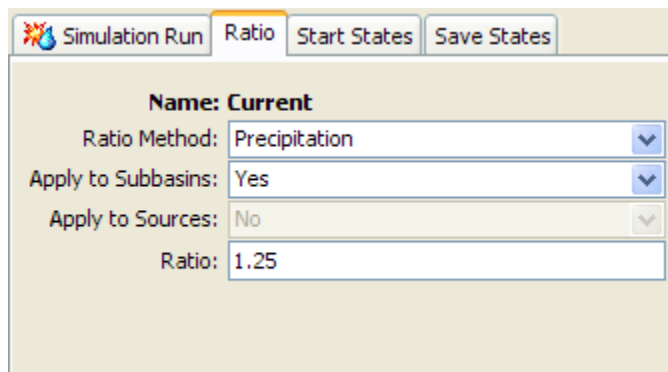 Simulation Run Ratio Start States Save States
Name: Current
Ratio Method: Precipitation
Apply to Subbasins: Yes
Apply to Sources: No
Ratio: 1.25